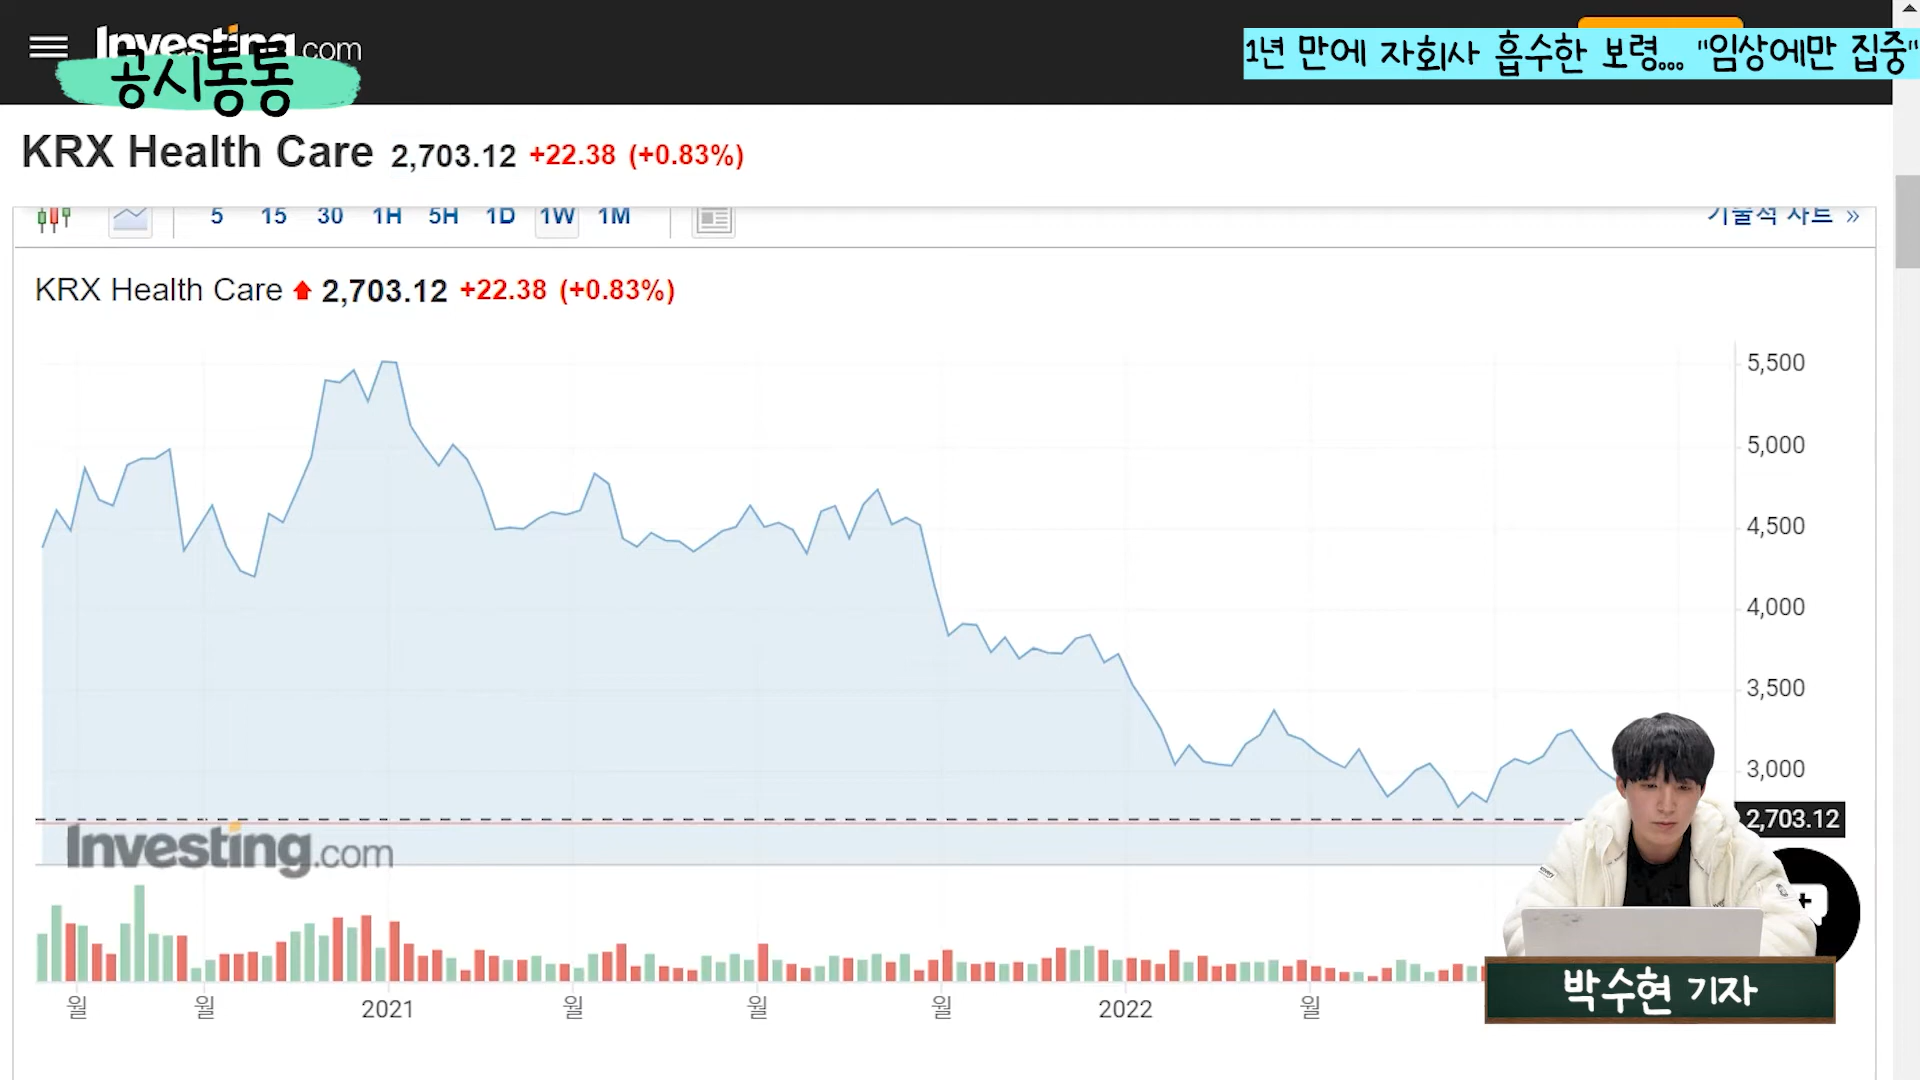 Investing.com
공시통통
1년 만에 자회사 흡수한 보령... "임상에만 집중"
KRX Health Care 2,703.12 +22.38 (+0.83%)
5 15 30 1H 5H 1D 1W 1M
기술적 차트 »
KRX Health Care 2,703.12 +22.38 (+0.83%)
5,500
5,000
4,500
4,000
3,500
3,000
2,703.12
Investing.com
월 월 2021 월 월 월 2022 월
박수현 기자